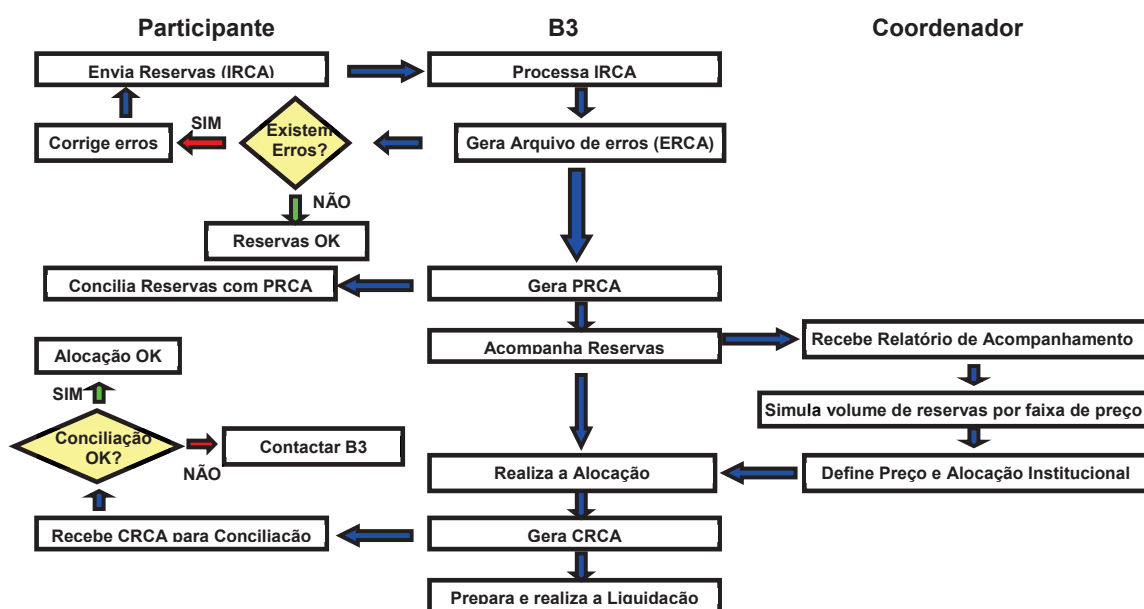 Participante
B3
Coordenador
Envia Reservas (IRCA)
Processa IRCA
SIM
Existem
Erros?
Corrige erros
Gera Arquivo de erros (ERCA)
NÃO
Reservas OK
Concilia Reservas com PRCA
Gera PRCA
Acompanha Reservas
Recebe Relatório de Acompanhamento
Alocação OK
SIM
Simula volume de reservas por faixa de preço
Conciliação
OK?
Contactar B3
NÃO
Realiza a Alocação
Define Preço e Alocação Institucional
Recebe CRCA para Conciliação
Gera CRCA
Prepara e realiza a Liquidação